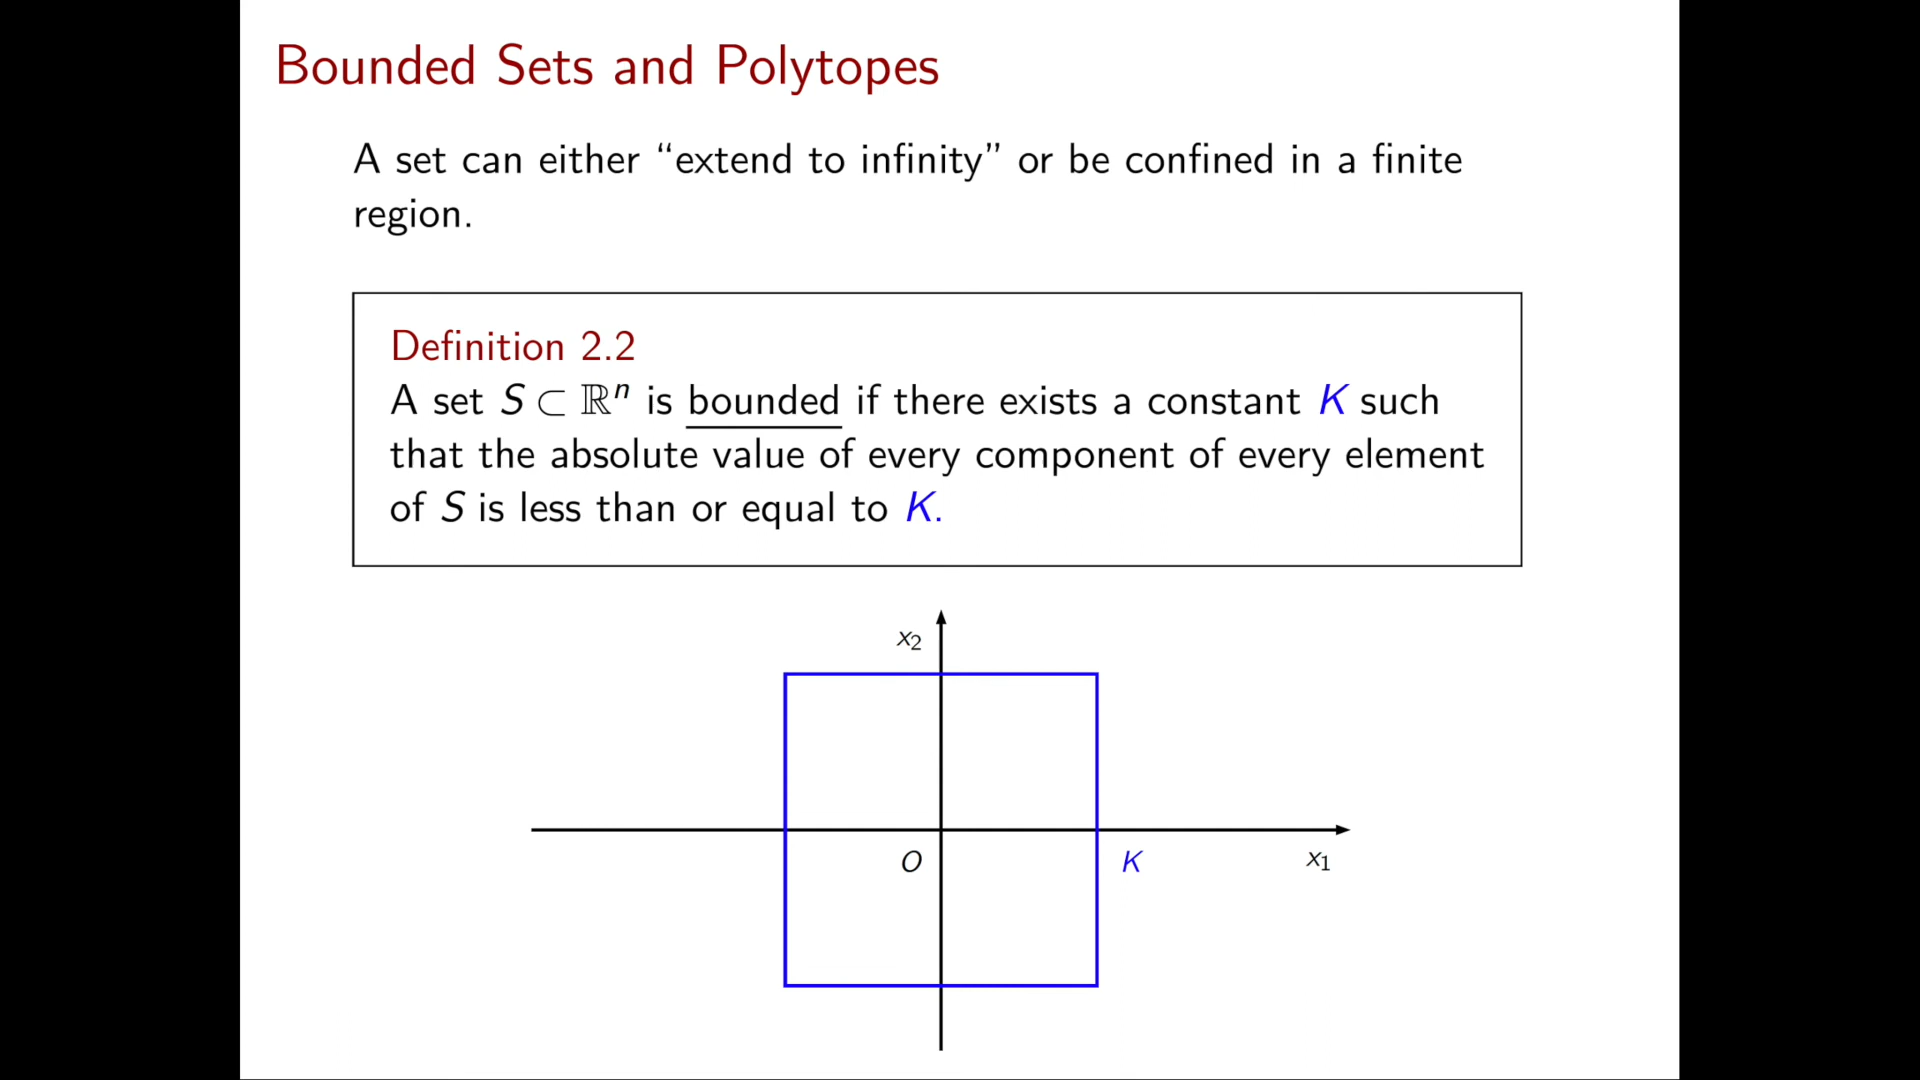 Bounded Sets and Polytopes
A set can either “extend to infinity” or be confined in a finite
region.
Definition 2.2
A set S ⊂ ℝⁿ is bounded if there exists a constant K such
that the absolute value of every component of every element
of S is less than or equal to K.
x₂
O
K
x₁